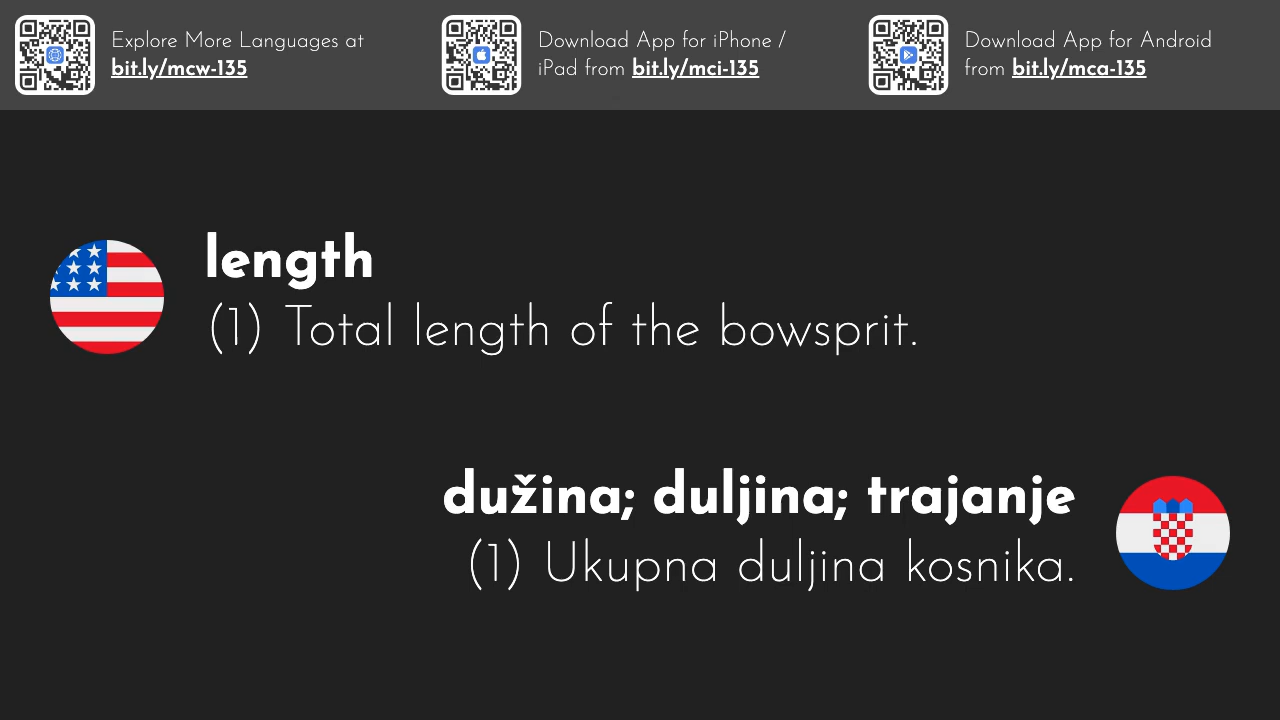 Explore More Languages at
bit.ly/mcw-135
Download App for iPhone /
iPad from bit.ly/mci-135
Download App for Android
from bit.ly/mca-135
length
(1) Total length of the bowsprit.
dužina; duljina; trajanje
(1) Ukupna duljina kosnika.